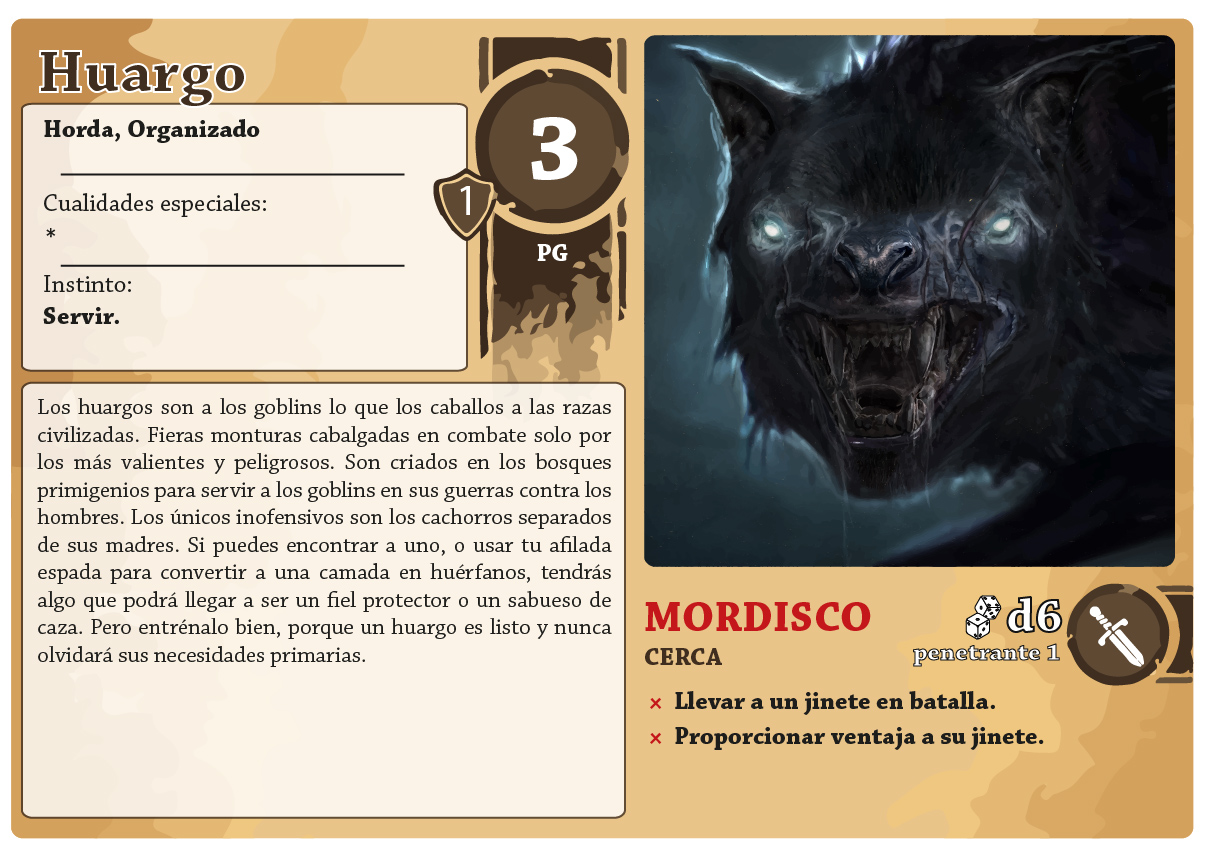 Huargo
Horda, Organizado
Cualidades especiales:
*
Instinto:
Servir.
1
3
PG
Los huargos son a los goblins lo que los caballos a las razas
civilizadas. Fieras monturas cabalgadas en combate solo por
los más valientes y peligrosos. Son criados en los bosques
primigenios para servir a los goblins en sus guerras contra los
hombres. Los únicos inofensivos son los cachorros separados
de sus madres. Si puedes encontrar a uno, o usar tu afilada
espada para convertir a una camada en huérfanos, tendrás
algo que podrá llegar a ser un fiel protector o un sabueso de
caza. Pero entrénalo bien, porque un huargo es listo y nunca
olvidará sus necesidades primarias.
MORDISCO
CERCA
d6
penetrante 1
× Llevar a un jinete en batalla.
× Proporcionar ventaja a su jinete.